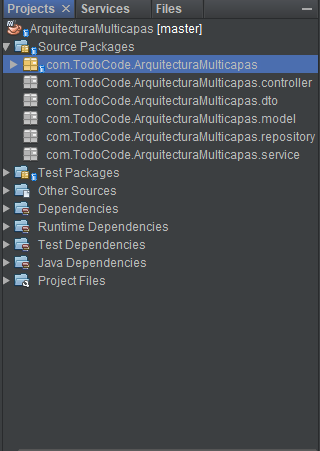 Projects Services Files
ArquitecturaMulticapas [master]
Source Packages
com.TodoCode.ArquitecturaMulticapas
com.TodoCode.ArquitecturaMulticapas.controller
com.TodoCode.ArquitecturaMulticapas.dto
com.TodoCode.ArquitecturaMulticapas.model
com.TodoCode.ArquitecturaMulticapas.repository
com.TodoCode.ArquitecturaMulticapas.service
Test Packages
Other Sources
Dependencies
Runtime Dependencies
Test Dependencies
Java Dependencies
Project Files